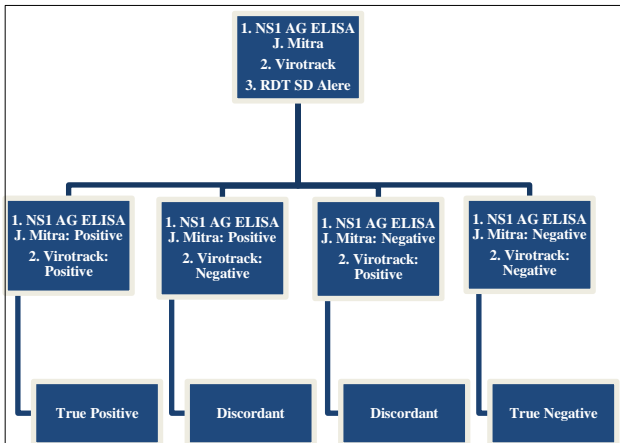 1. NS1 AG ELISA
J. Mitra
2. Virotrack
3. RDT SD Alere
1. NS1 AG ELISA
J. Mitra: Positive
2. Virotrack:
Positive
1. NS1 AG ELISA
J. Mitra: Positive
2. Virotrack:
Negative
1. NS1 AG ELISA
J. Mitra: Negative
2. Virotrack:
Positive
1. NS1 AG ELISA
J. Mitra: Negative
2. Virotrack:
Negative
True Positive
Discordant
Discordant
True Negative